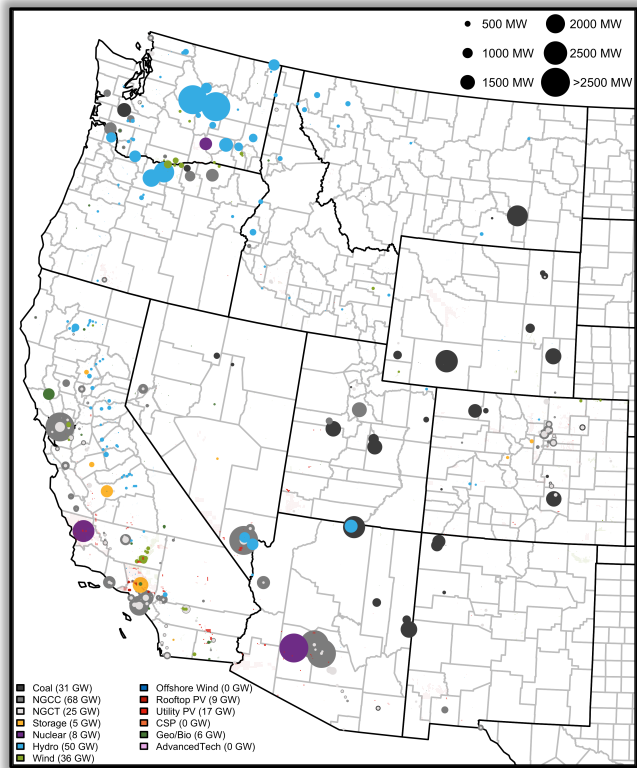 500 MW 2000 MW
1000 MW 2500 MW
1500 MW >2500 MW
Coal (31 GW) Offshore Wind (0 GW)
NGCC (68 GW) Rooftop PV (9 GW)
NGCT (25 GW) Utility PV (17 GW)
Storage (5 GW) CSP (0 GW)
Nuclear (8 GW) Geo/Bio (6 GW)
Hydro (50 GW) AdvancedTech (0 GW)
Wind (36 GW)